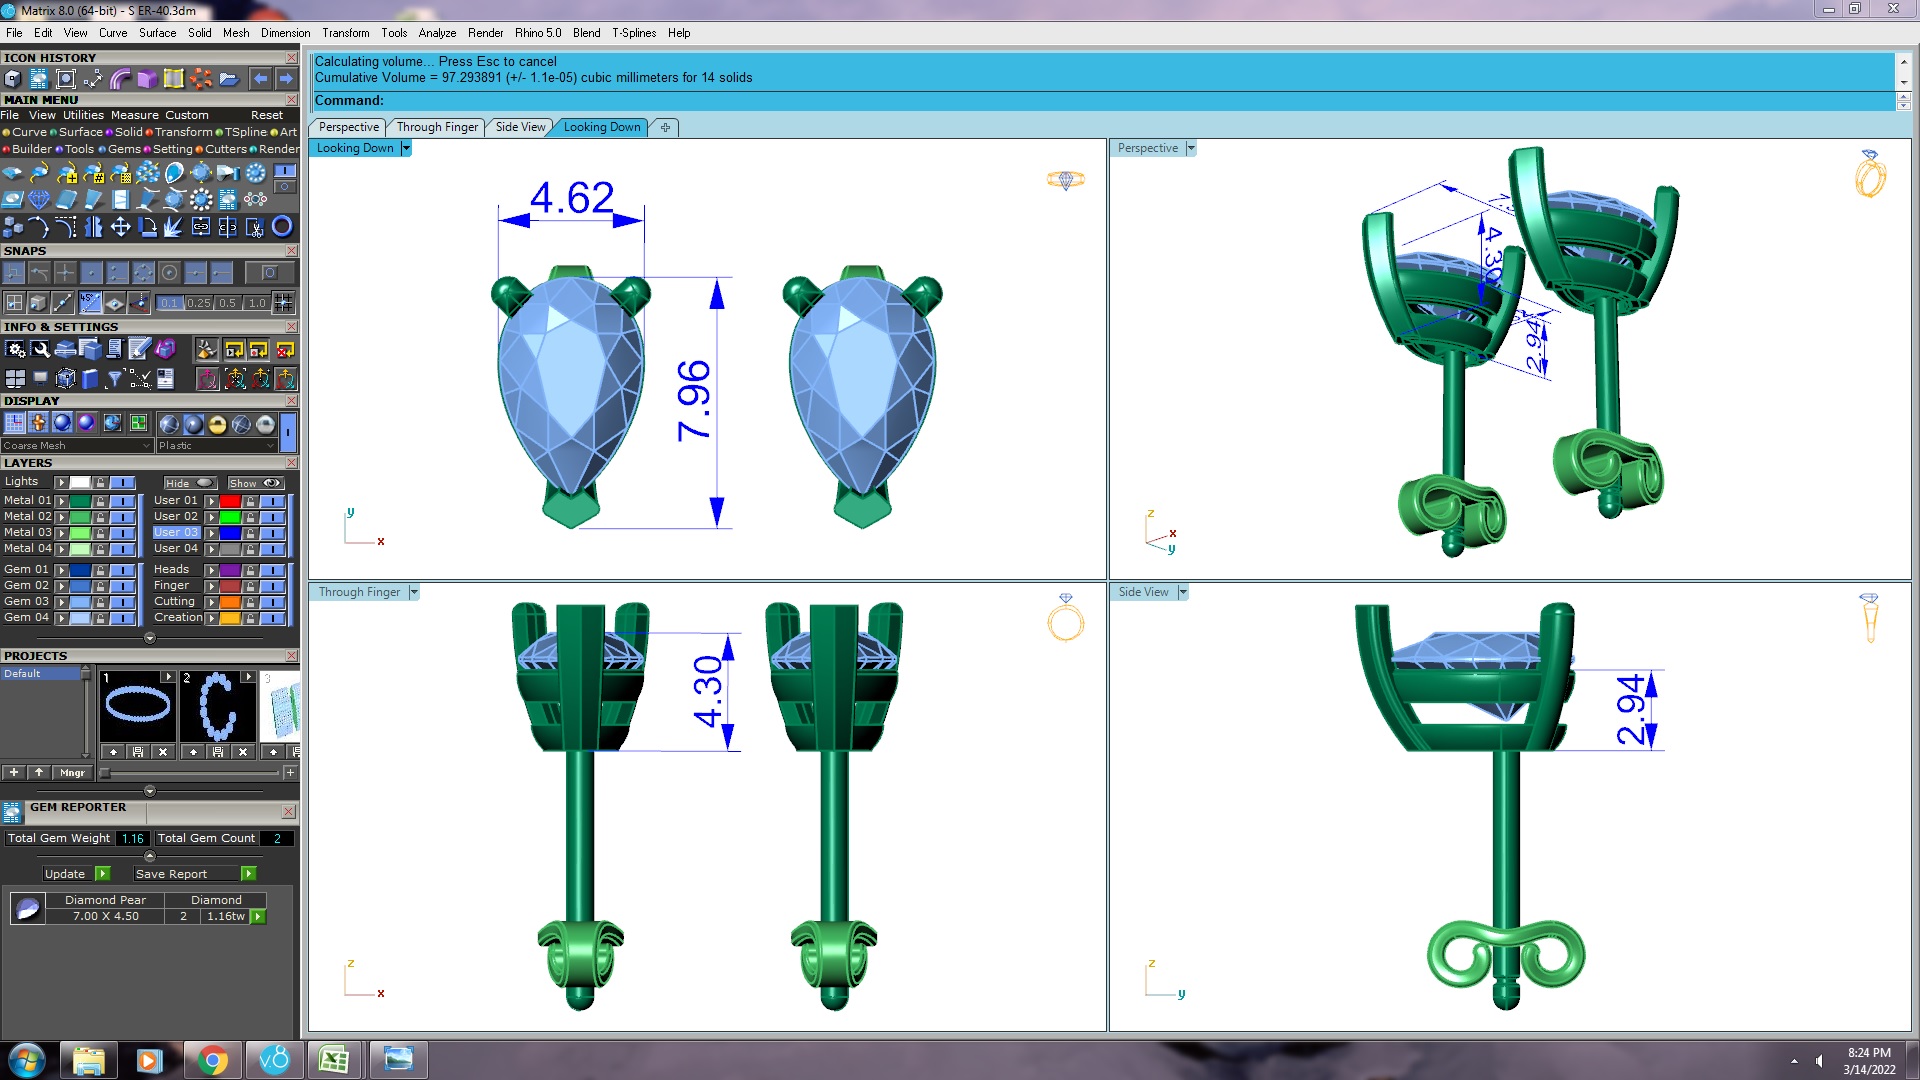 Matrix 8.0 (64-bit) - S ER-40.3dm
File Edit View Curve Surface Solid Mesh Dimension Transform Tools Analyze Render Rhino 5.0 Blend T-Splines Help
ICON HISTORY
MAIN MENU
File View Utilities Measure Custom Reset
Curve Surface Solid Transform TSpline Art
Builder Tools Gems Setting Cutters Render
SNAPS
45°
0.1 0.25 0.5 1.0
INFO & SETTINGS
DISPLAY
Coarse Mesh Plastic
LAYERS
Lights Hide Show
Metal 01 User 01
Metal 02 User 02
Metal 03 User 03
Metal 04 User 04
Gem 01 Heads
Gem 02 Finger
Gem 03 Cutting
Gem 04 Creation
PROJECTS
Default
1 2 3
Mngr
GEM REPORTER
Total Gem Weight 1.16 Total Gem Count 2
Update Save Report
Diamond Pear Diamond
7.00 X 4.50 2 1.16tw
Calculating volume... Press Esc to cancel
Cumulative Volume = 97.293891 (+/- 1.1e-05) cubic millimeters for 14 solids
Command:
Perspective Through Finger Side View Looking Down
Looking Down
4.62
7.96
y
x
Perspective
4.30
2.94
z
x
y
Through Finger
4.30
z
x
Side View
2.94
z
y
v8
8:24 PM
3/14/2022